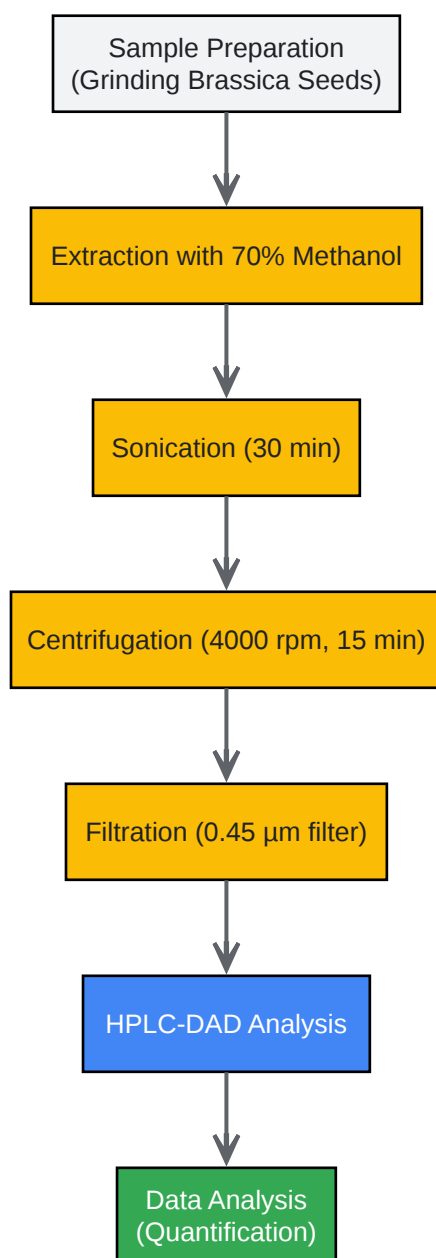 Sample Preparation
(Grinding Brassica Seeds)
Extraction with 70% Methanol
Sonication (30 min)
Centrifugation (4000 rpm, 15 min)
Filtration (0.45 µm filter)
HPLC-DAD Analysis
Data Analysis
(Quantification)